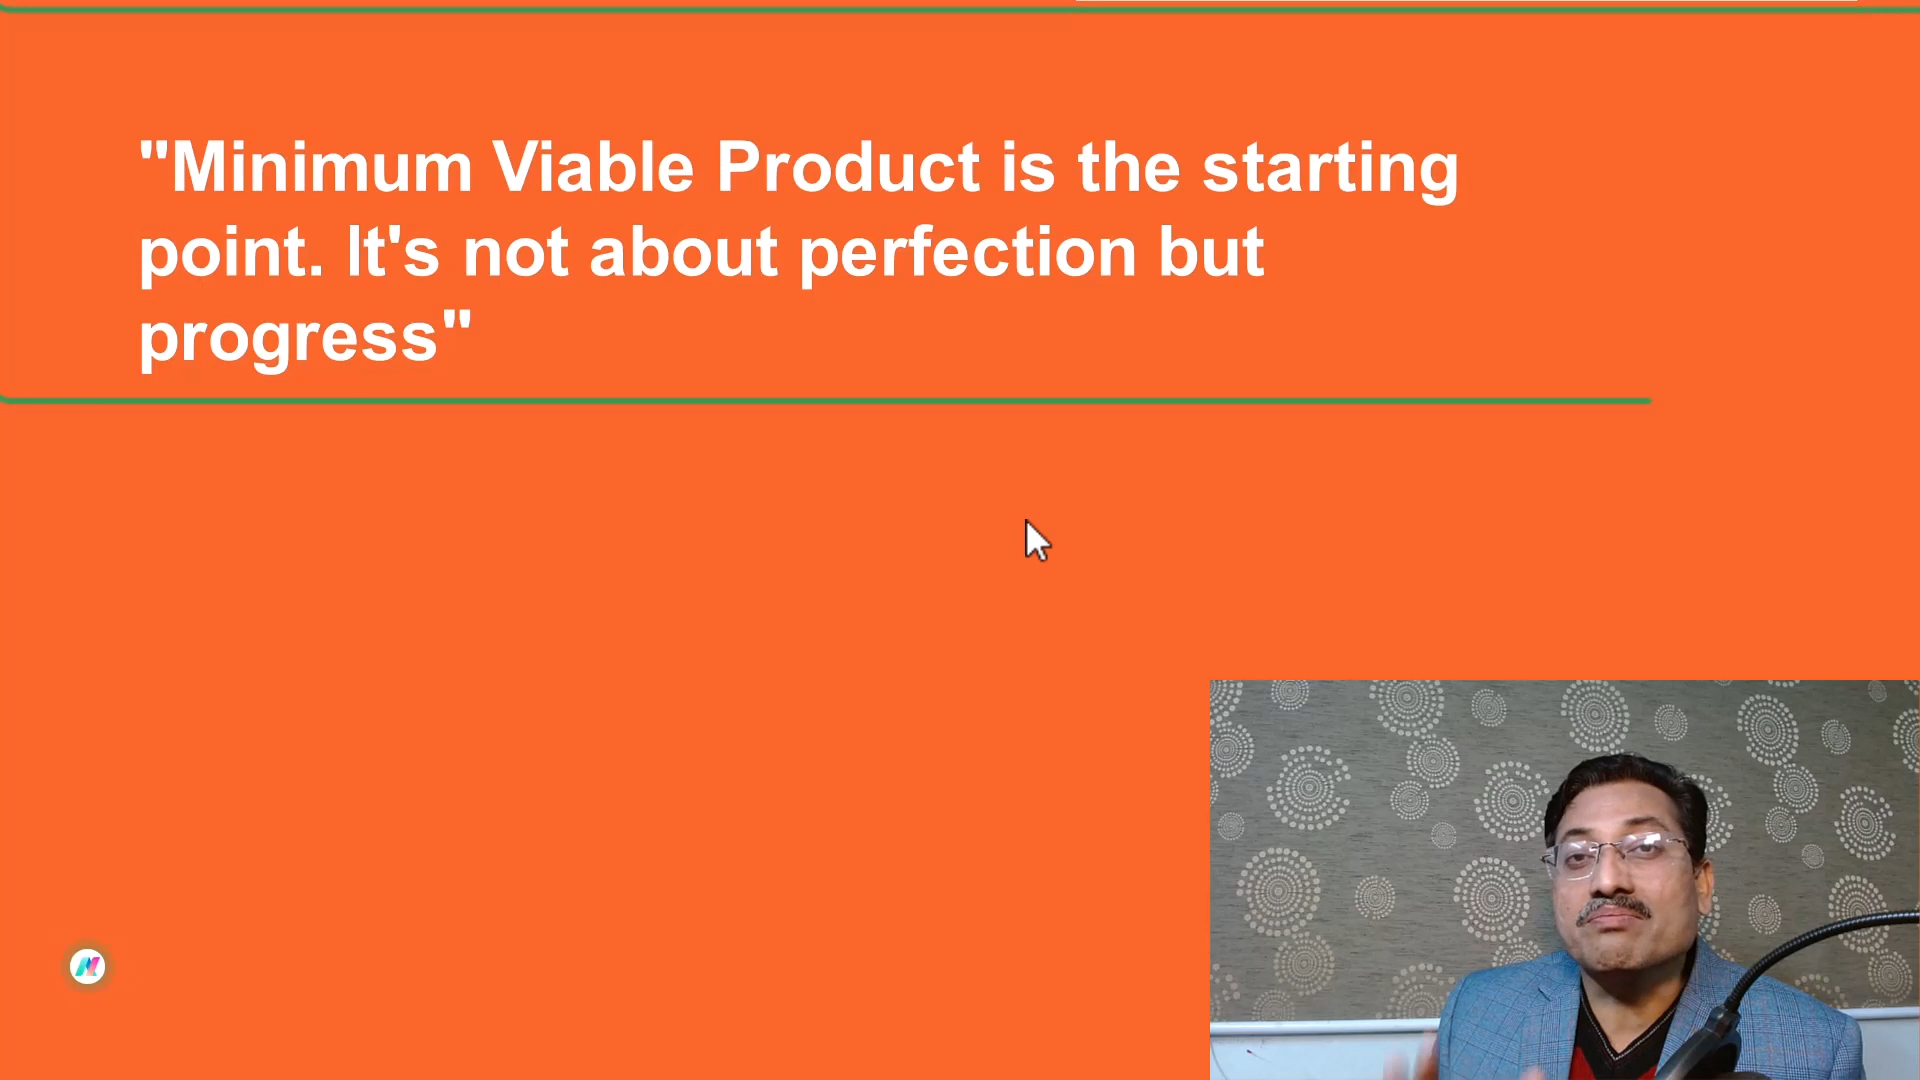 "Minimum Viable Product is the starting
point. It's not about perfection but
progress"